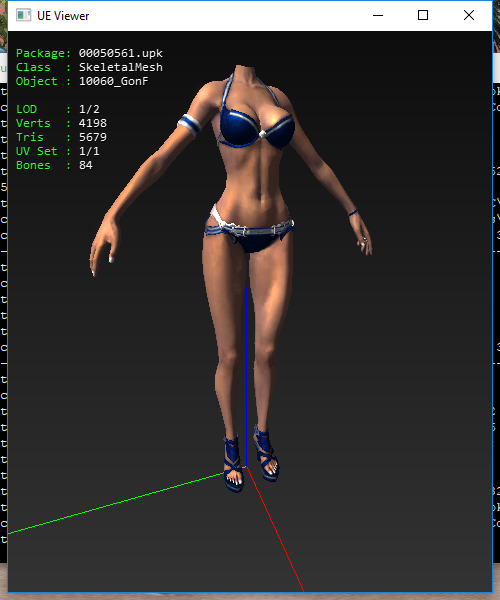 UE Viewer
Package: 00050561.upk
Class : SkeletalMesh
Object : 10060_GonF
LOD : 1/2
Verts : 4198
Tris : 5679
UV Set : 1/1
Bones : 84